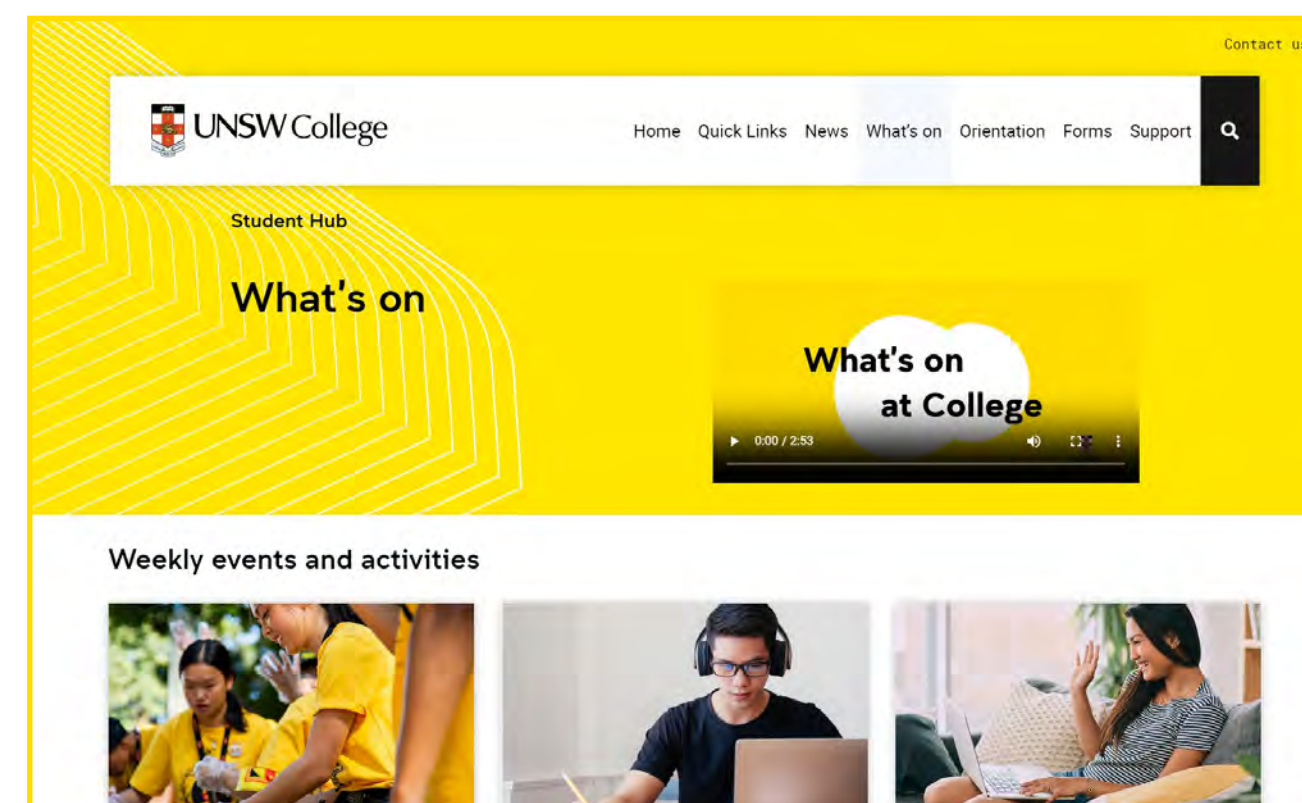 Contact us
UNSW College
Home Quick Links News What's on Orientation Forms Support
Student Hub
What's on
What's on
at College
0:00 / 2:53
Weekly events and activities